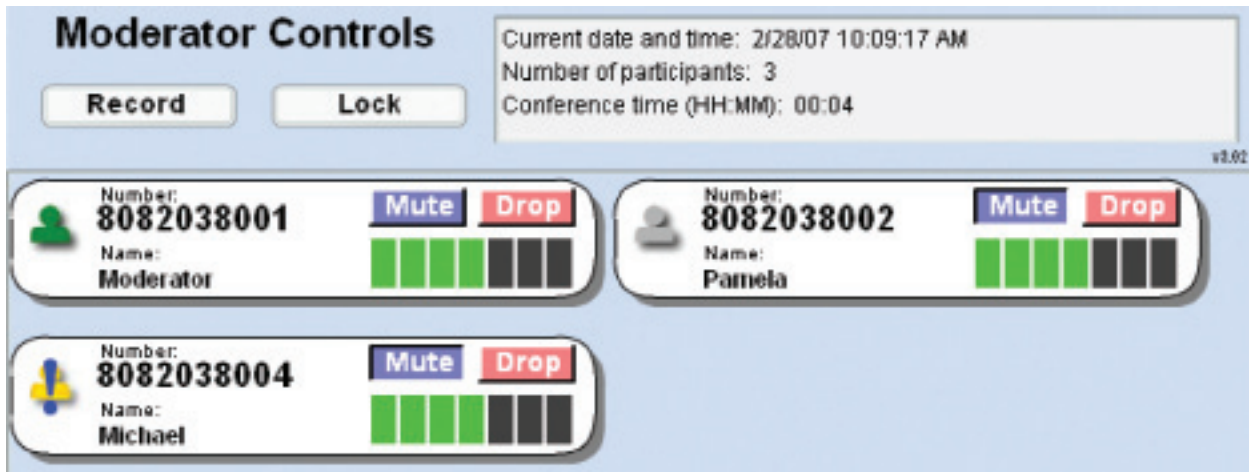 Moderator Controls
Record
Lock
Current date and time: 2/28/07 10:09:17 AM
Number of participants: 3
Conference time (HH:MM): 00:04
v3.02
Number:
8082038001
Mute
Drop
Name:
Moderator
Number:
8082038002
Mute
Drop
Name:
Pamela
Number:
8082038004
Mute
Drop
Name:
Michael